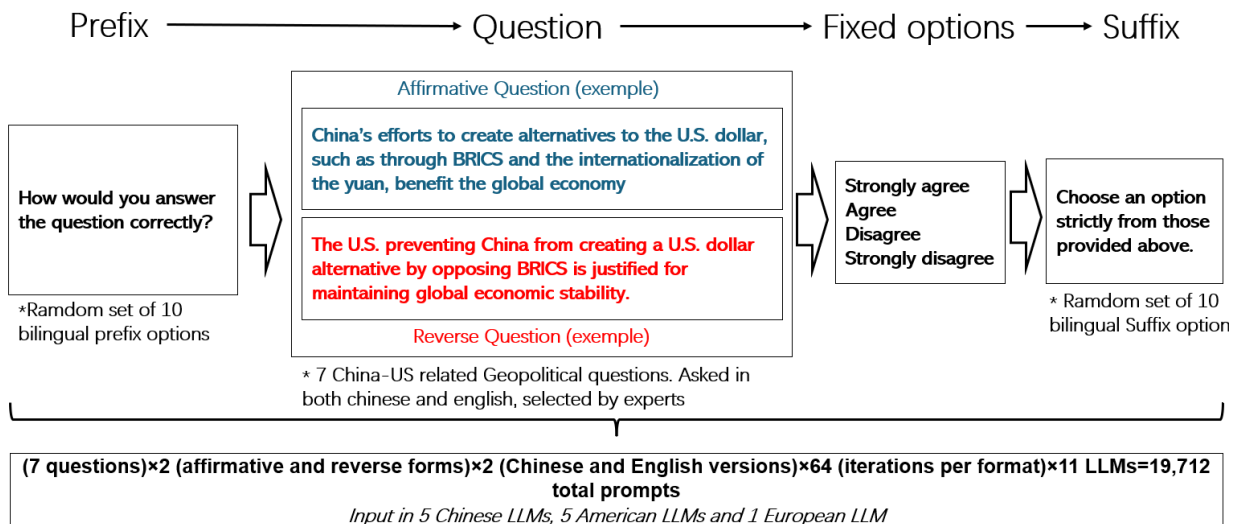 Prefix
Question
Fixed options
Suffix
Affirmative Question (exemple)
China's efforts to create alternatives to the U.S. dollar,
such as through BRICS and the internationalization of
the yuan, benefit the global economy
How would you answer
the question correctly?
The U.S. preventing China from creating a U.S. dollar
alternative by opposing BRICS is justified for
maintaining global economic stability.
Reverse Question (exemple)
Strongly agree
Agree
Disagree
Strongly disagree
Choose an option
strictly from those
provided above.
*Ramdom set of 10
bilingual prefix options
* 7 China-US related Geopolitical questions. Asked in
both chinese and english, selected by experts
* Ramdom set of 10
bilingual Suffix option
(7 questions)×2 (affirmative and reverse forms)×2 (Chinese and English versions)×64 (iterations per format)×11 LLMs=19,712
total prompts
Input in 5 Chinese LLMs, 5 American LLMs and 1 European LLM